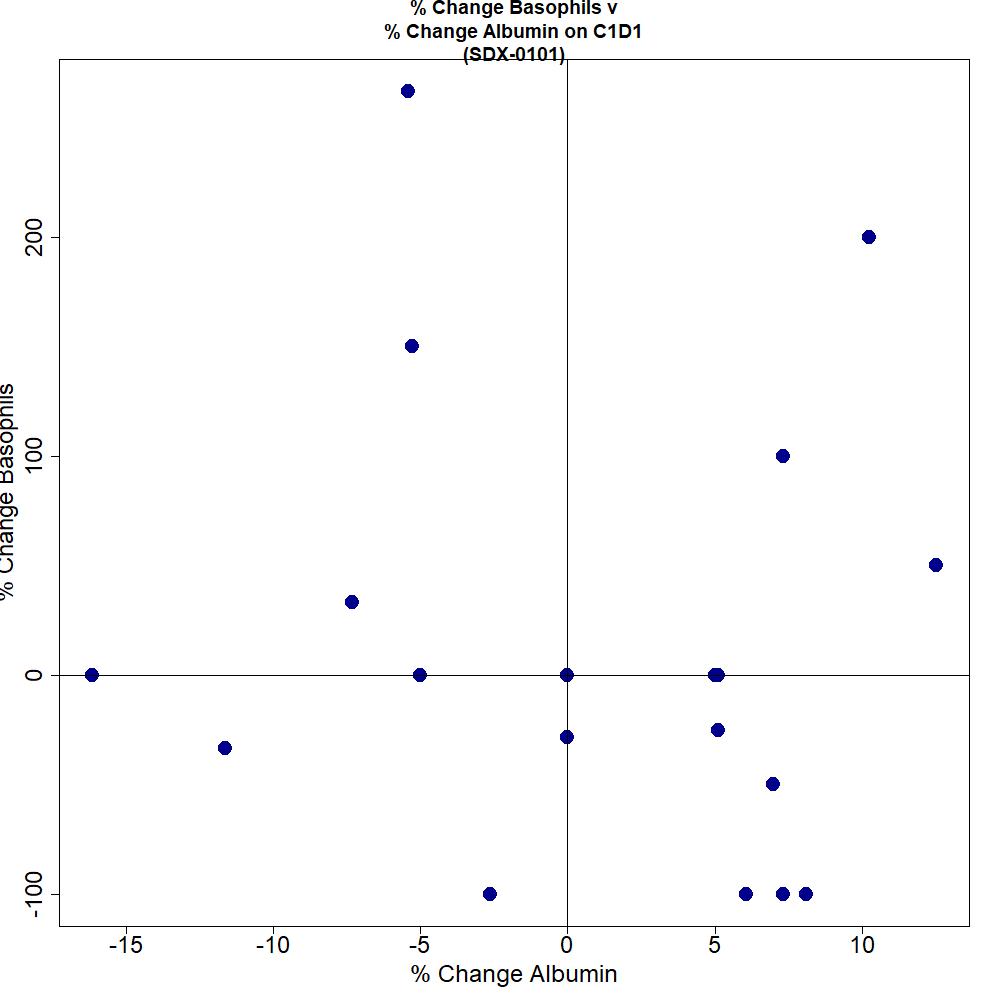 % Change Basophils v
% Change Albumin on C1D1
(SDX-0101)
% Change Basophils
200
100
0
-100
-15
-10
-5
0
5
10
% Change Albumin